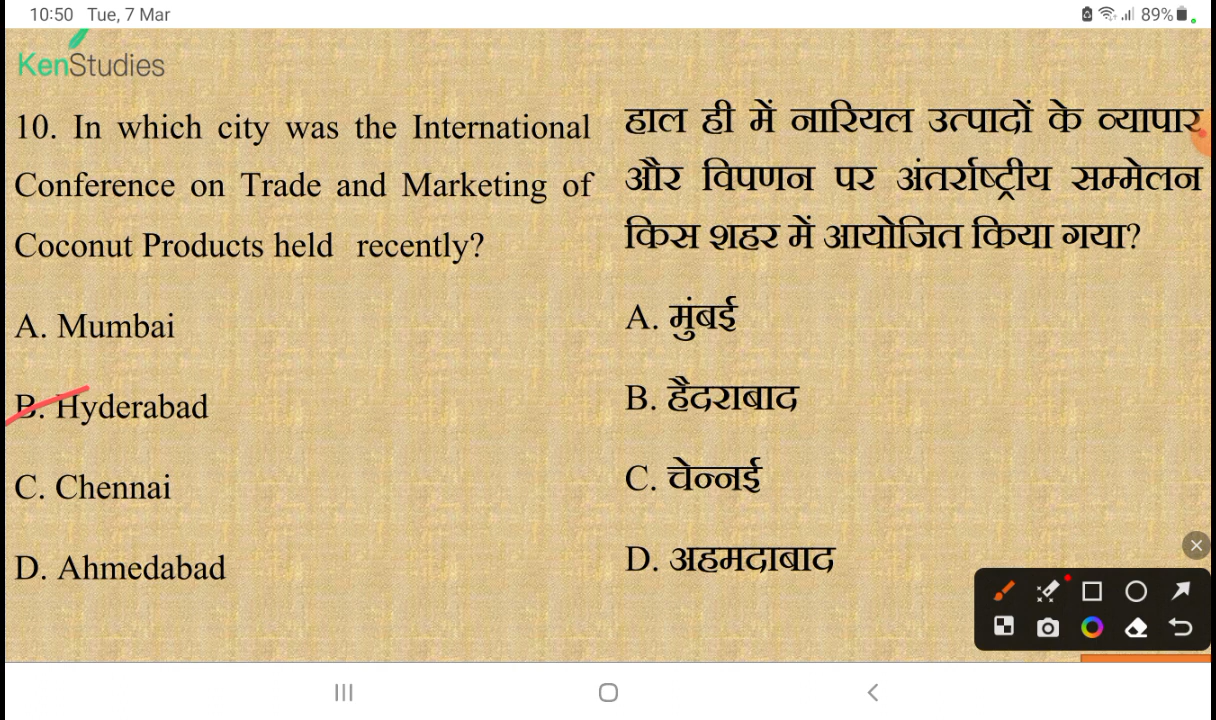 10:50 Tue, 7 Mar
89%
KenStudies
10. In which city was the International
Conference on Trade and Marketing of
Coconut Products held recently?
A. Mumbai
B. Hyderabad
C. Chennai
D. Ahmedabad
हाल ही में नारियल उत्पादों के व्यापार
और विपणन पर अंतर्राष्ट्रीय सम्मेलन
किस शहर में आयोजित किया गया?
A. मुंबई
B. हैदराबाद
C. चेन्नई
D. अहमदाबाद